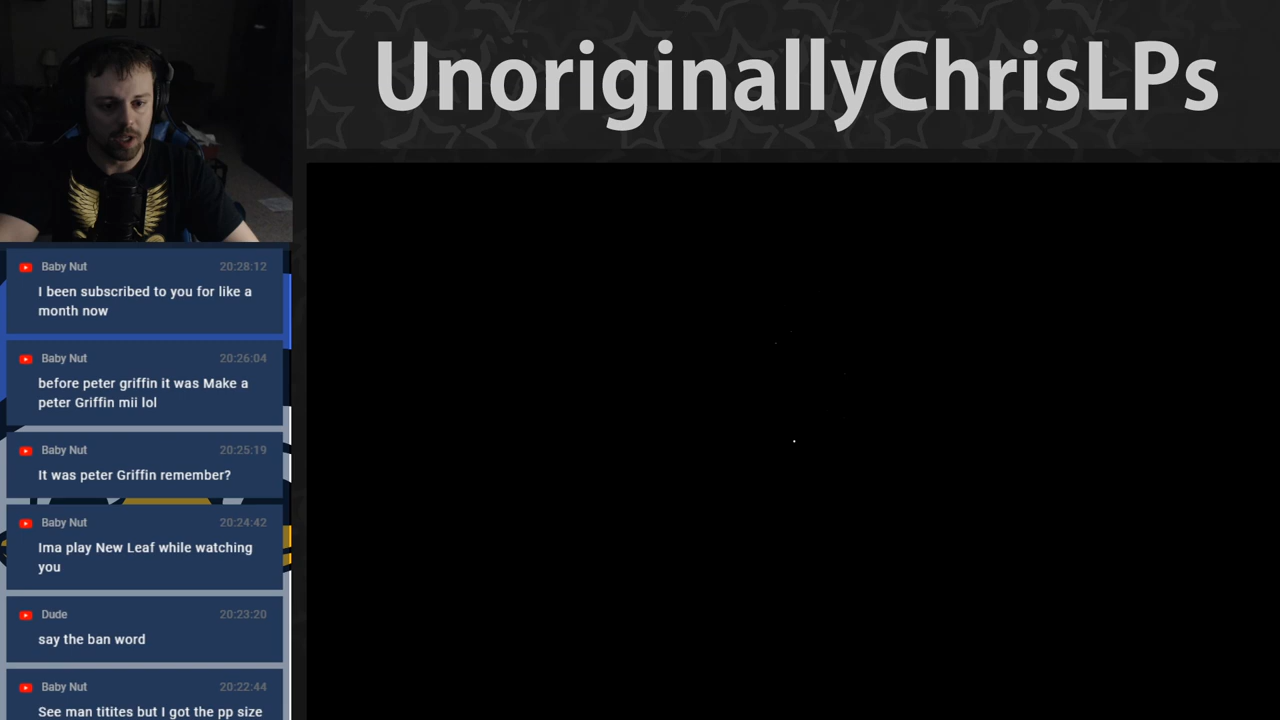 UnoriginallyChrisLPs
Baby Nut 20:28:12
I been subscribed to you for like a
month now
Baby Nut 20:26:04
before peter griffin it was Make a
peter Griffin mii lol
Baby Nut 20:25:19
It was peter Griffin remember?
Baby Nut 20:24:42
Ima play New Leaf while watching
you
Dude 20:23:20
say the ban word
Baby Nut 20:22:44
See man titites but I got the pp size